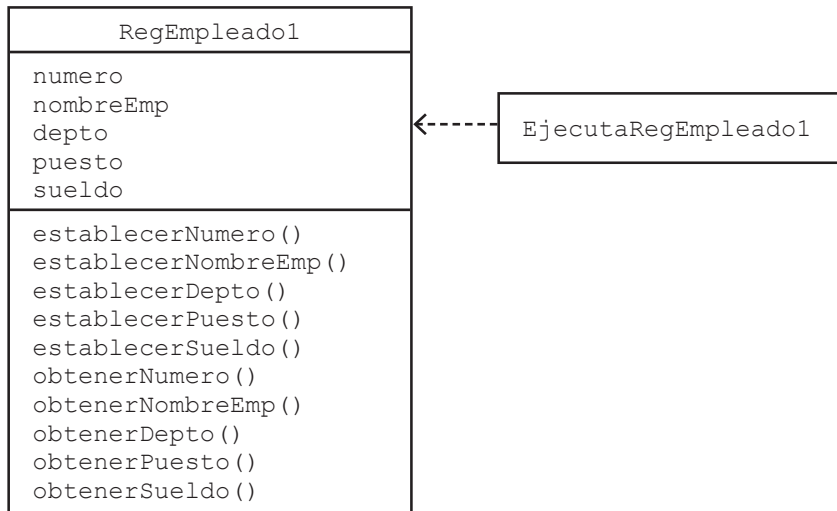 RegEmpleado1
numero
nombreEmp
depto
puesto
sueldo
establecerNumero()
establecerNombreEmp()
establecerDepto()
establecerPuesto()
establecerSueldo()
obtenerNumero()
obtenerNombreEmp()
obtenerDepto()
obtenerPuesto()
obtenerSueldo()
EjecutaRegEmpleado1